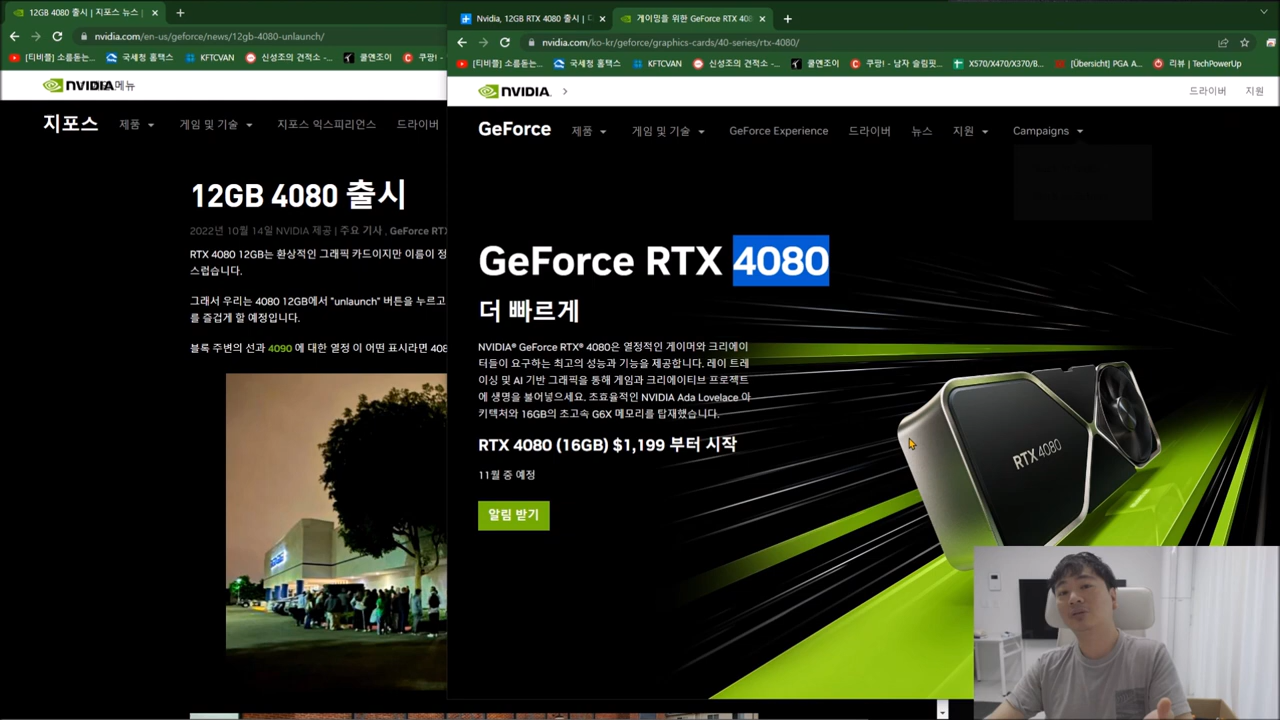 12GB 4080 출시 | 지포스 뉴스 |
nvidia.com/en-us/geforce/news/12gb-4080-unlaunch/
[티비플] 소름돋는...
국세청 홈택스
KFTCVAN
신성조의 견적소 -...
쿨앤조이
쿠팡! -
NVIDIA
메뉴
지포스
제품
게임 및 기술
지포스 익스피리언스
드라이버
12GB 4080 출시
2022년 10월 14일 NVIDIA 제공 | 주요 기사 , GeForce RT
RTX 4080 12GB는 환상적인 그래픽 카드이지만 이름이 정
스럽습니다.
그래서 우리는 4080 12GB에서 "unlaunch" 버튼을 누르고
를 즐겁게 할 예정입니다.
블록 주변의 선과 4090 에 대한 열정 이 어떤 표시라면 408
Nvidia, 12GB RTX 4080 출시 |
게이밍을 위한 GeForce RTX 408
nvidia.com/ko-kr/geforce/graphics-cards/40-series/rtx-4080/
[티비플] 소름돋는...
국세청 홈택스
KFTCVAN
신성조의 견적소 -...
쿨앤조이
쿠팡! - 남자 슬림핏...
X570/X470/X370/B...
[Übersicht] PG A...
리뷰 | TechPowerUp
NVIDIA
드라이버
지원
GeForce
제품
게임 및 기술
GeForce Experience
드라이버
뉴스
지원
Campaigns
GeForce RTX 4080
더 빠르게
NVIDIA® GeForce RTX® 4080은 열정적인 게이머와 크리에이
터들이 요구하는 최고의 성능과 기능을 제공합니다. 레이 트레
이싱 및 AI 기반 그래픽을 통해 게임과 크리에이티브 프로젝트
에 생명을 불어넣으세요. 초효율적인 NVIDIA Ada Lovelace 아
키텍처와 16GB의 초고속 G6X 메모리를 탑재했습니다.
RTX 4080 (16GB) $1,199 부터 시작
11월 중 예정
알림 받기
RTX 4080